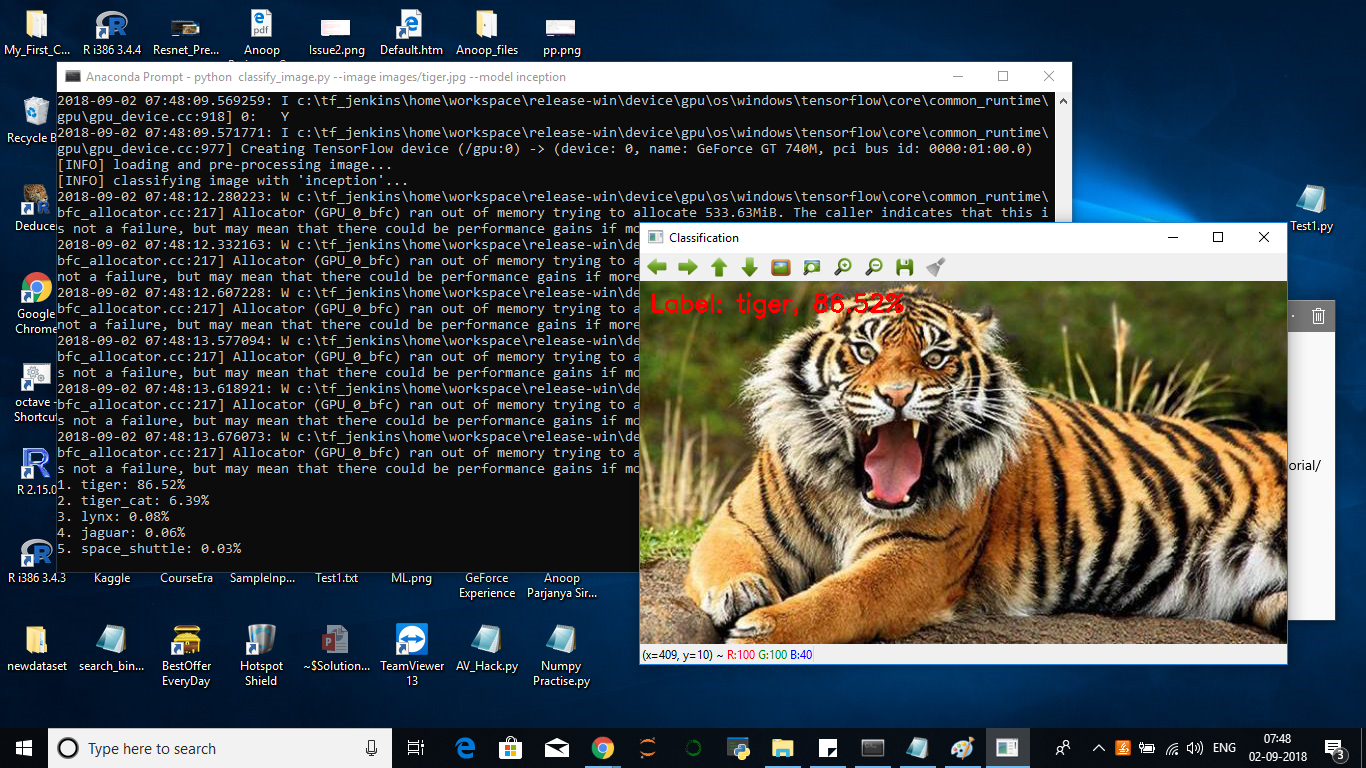 My_First_C...
R i386 3.4.4
Resnet_Pre...
Anoop
Issue2.png
Default.htm
Anoop_files
pp.png
Anaconda Prompt - python  classify_image.py --image images/tiger.jpg --model inception
2018-09-02 07:48:09.569259: I c:\tf_jenkins\home\workspace\release-win\device\gpu\os\windows\tensorflow\core\common_runtime\
gpu\gpu_device.cc:918] 0:   Y
2018-09-02 07:48:09.571771: I c:\tf_jenkins\home\workspace\release-win\device\gpu\os\windows\tensorflow\core\common_runtime\
gpu\gpu_device.cc:977] Creating TensorFlow device (/gpu:0) -> (device: 0, name: GeForce GT 740M, pci bus id: 0000:01:00.0)
[INFO] loading and pre-processing image...
[INFO] classifying image with 'inception'...
2018-09-02 07:48:12.280223: W c:\tf_jenkins\home\workspace\release-win\device\gpu\os\windows\tensorflow\core\common_runtime\
bfc_allocator.cc:217] Allocator (GPU_0_bfc) ran out of memory trying to allocate 533.63MiB. The caller indicates that this i
s not a failure, but may mean that there could be performance gains if mo
2018-09-02 07:48:12.332163: W c:\tf_jenkins\home\workspace\release-win\de
bfc_allocator.cc:217] Allocator (GPU_0_bfc) ran out of memory trying to a
not a failure, but may mean that there could be performance gains if more
2018-09-02 07:48:12.607228: W c:\tf_jenkins\home\workspace\release-win\de
bfc_allocator.cc:217] Allocator (GPU_0_bfc) ran out of memory trying to a
not a failure, but may mean that there could be performance gains if more
2018-09-02 07:48:13.577094: W c:\tf_jenkins\home\workspace\release-win\de
bfc_allocator.cc:217] Allocator (GPU_0_bfc) ran out of memory trying to a
s not a failure, but may mean that there could be performance gains if mo
2018-09-02 07:48:13.618921: W c:\tf_jenkins\home\workspace\release-win\de
bfc_allocator.cc:217] Allocator (GPU_0_bfc) ran out of memory trying to a
s not a failure, but may mean that there could be performance gains if mo
2018-09-02 07:48:13.676073: W c:\tf_jenkins\home\workspace\release-win\de
bfc_allocator.cc:217] Allocator (GPU_0_bfc) ran out of memory trying to a
s not a failure, but may mean that there could be performance gains if mo
1. tiger: 86.52%
2. tiger_cat: 6.39%
3. lynx: 0.08%
4. jaguar: 0.06%
5. space_shuttle: 0.03%
Recycle B
Deducer
Google
Chrome
octave -
Shortcut
R 2.15.0
Classification
Label: tiger, 86.52%
(x=409, y=10) ~ R:100 G:100 B:40
Test1.py
orial/
R i386 3.4.3
Kaggle
CourseEra
SampleInp...
Test1.txt
ML.png
GeForce
Experience
Anoop
Parjanya Sir...
newdataset
search_bin...
BestOffer
EveryDay
Hotspot
Shield
~$Solution...
TeamViewer
13
AV_Hack.py
Numpy
Practise.py
Type here to search
ENG
07:48
02-09-2018
3